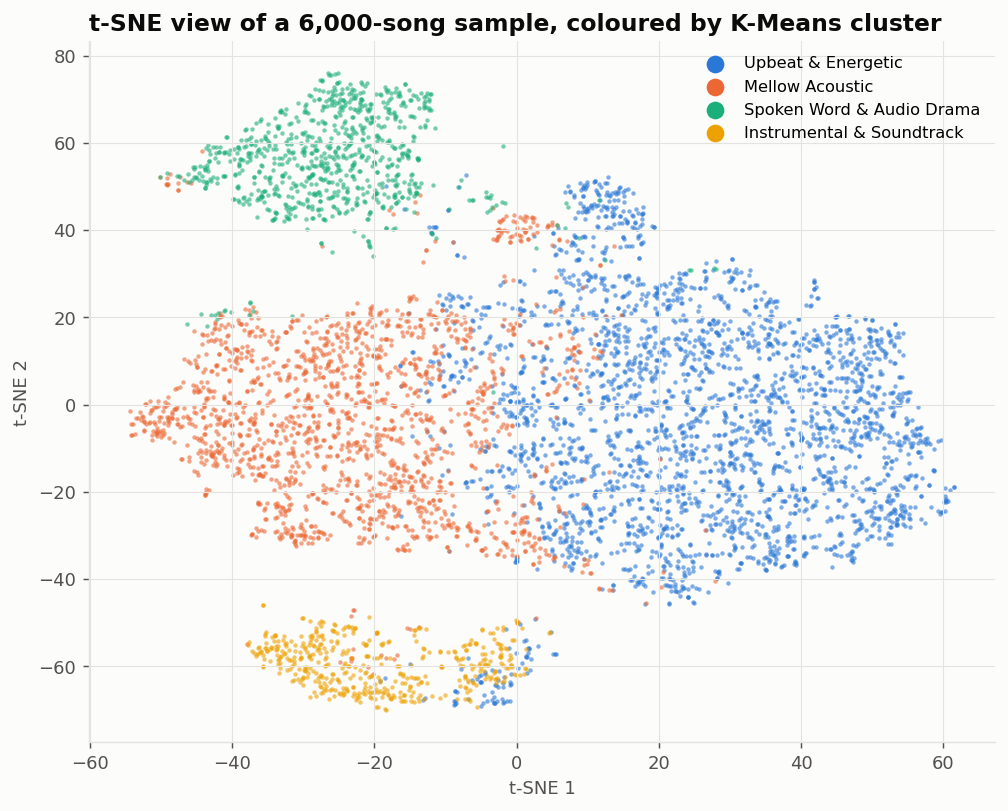 t-SNE view of a 6,000-song sample, coloured by K-Means cluster
Upbeat & Energetic
Mellow Acoustic
Spoken Word & Audio Drama
Instrumental & Soundtrack
80
60
40
20
0
−20
−40
−60
t-SNE 2
−60 −40 −20 0 20 40 60
t-SNE 1